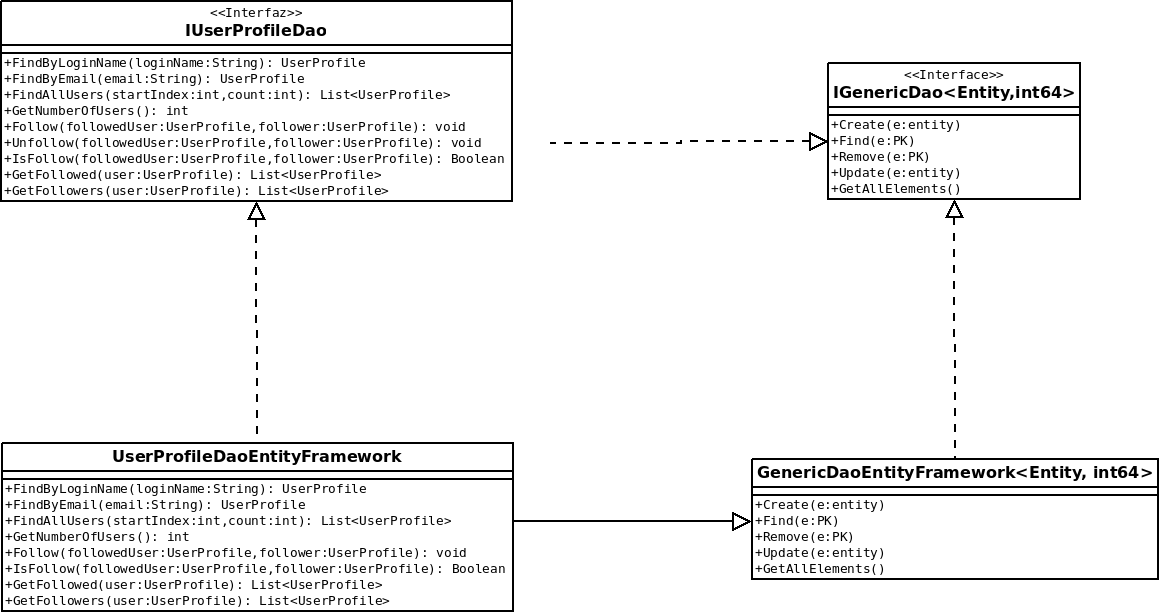 <<Interfaz>>
IUserProfileDao
+FindByLoginName(loginName:String): UserProfile
+FindByEmail(email:String): UserProfile
+FindAllUsers(startIndex:int,count:int): List<UserProfile>
+GetNumberOfUsers(): int
+Follow(followedUser:UserProfile,follower:UserProfile): void
+Unfollow(followedUser:UserProfile,follower:UserProfile): void
+IsFollow(followedUser:UserProfile,follower:UserProfile): Boolean
+GetFollowed(user:UserProfile): List<UserProfile>
+GetFollowers(user:UserProfile): List<UserProfile>
<<Interface>>
IGenericDao<Entity,int64>
+Create(e:entity)
+Find(e:PK)
+Remove(e:PK)
+Update(e:entity)
+GetAllElements()
UserProfileDaoEntityFramework
+FindByLoginName(loginName:String): UserProfile
+FindByEmail(email:String): UserProfile
+FindAllUsers(startIndex:int,count:int): List<UserProfile>
+GetNumberOfUsers(): int
+Follow(followedUser:UserProfile,follower:UserProfile): void
+IsFollow(followedUser:UserProfile,follower:UserProfile): Boolean
+GetFollowed(user:UserProfile): List<UserProfile>
+GetFollowers(user:UserProfile): List<UserProfile>
GenericDaoEntityFramework<Entity, int64>
+Create(e:entity)
+Find(e:PK)
+Remove(e:PK)
+Update(e:entity)
+GetAllElements()